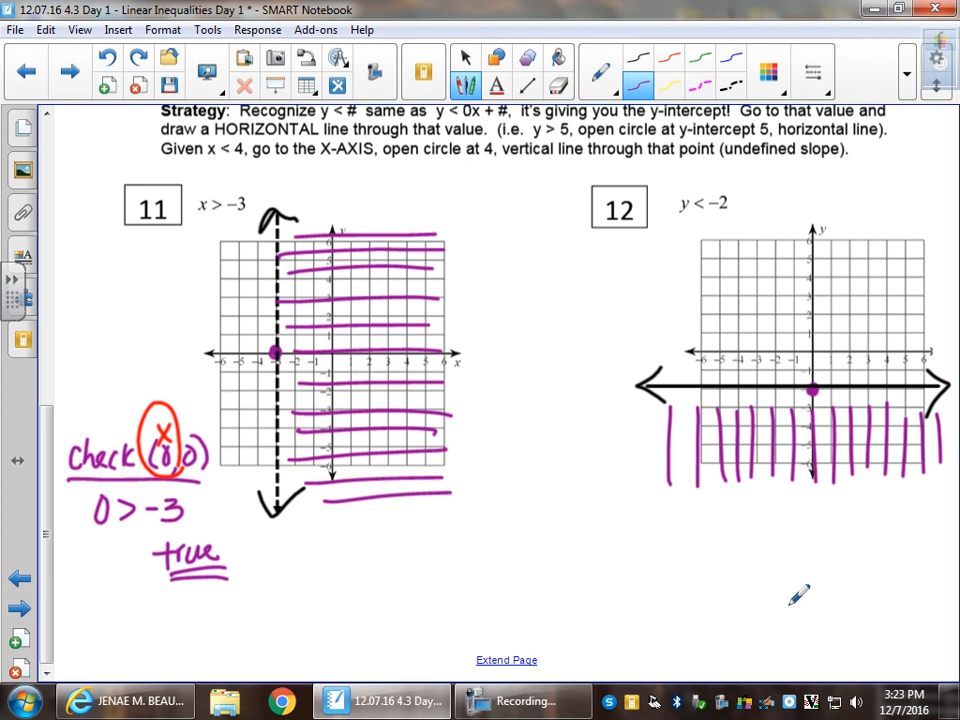 12.07.16 4.3 Day 1 - Linear Inequalities Day 1 * - SMART Notebook
File Edit View Insert Format Tools Response Add-ons Help
Strategy: Recognize y < # same as y < 0x + #, it's giving you the y-intercept! Go to that value and
draw a HORIZONTAL line through that value. (i.e. y > 5, open circle at y-intercept 5, horizontal line).
Given x < 4, go to the X-AXIS, open circle at 4, vertical line through that point (undefined slope).
11 x > -3
12 y < -2
y
y
x
x
check (0,0)
0 > -3
true
Extend Page
JENAE M. BEAU...
12.07.16 4.3 Day...
Recording...
3:23 PM
12/7/2016